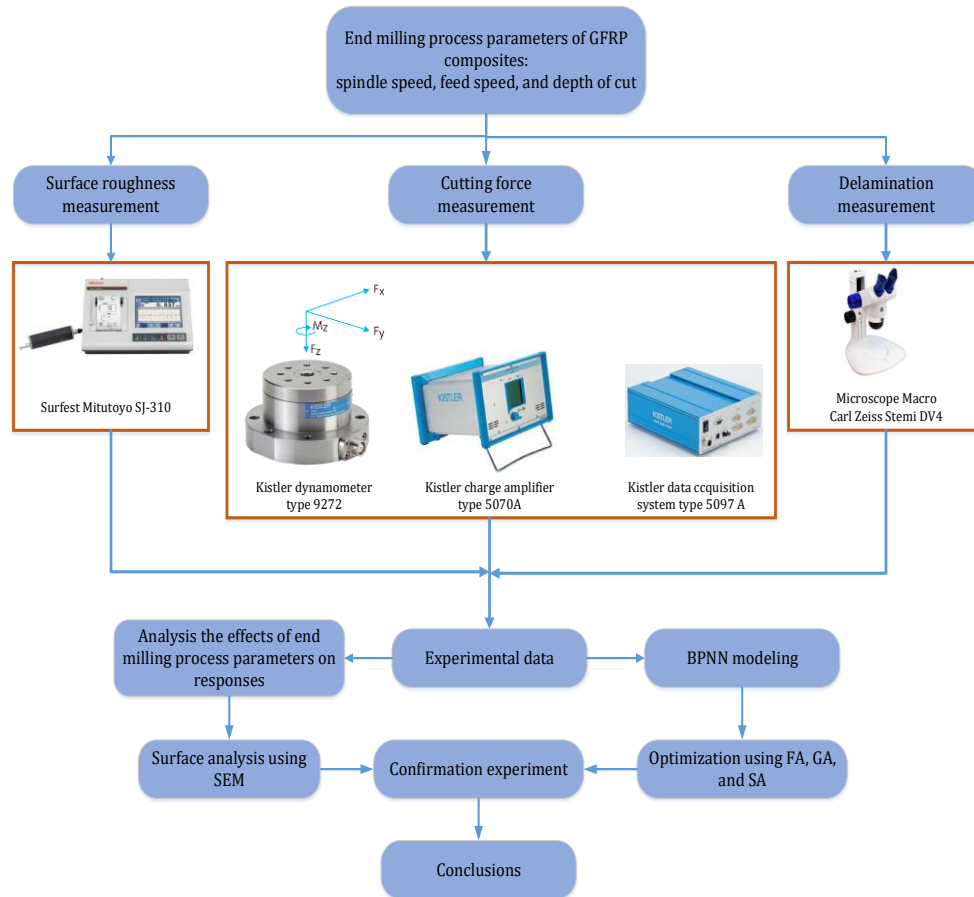 End milling process parameters of GFRP
composites:
spindle speed, feed speed, and depth of cut
Surface roughness
measurement
Cutting force
measurement
Delamination
measurement
Surfest Mitutoyo SJ-310
Fx
Fy
Mz
Fz
KISTLER
KISTLER
KISTLER
Kistler dynamometer
type 9272
Kistler charge amplifier
type 5070A
Kistler data ccquisition
system type 5097 A
Microscope Macro
Carl Zeiss Stemi DV4
Analysis the effects of end
milling process parameters on
responses
Experimental data
BPNN modeling
Surface analysis using
SEM
Confirmation experiment
Optimization using FA, GA,
and SA
Conclusions